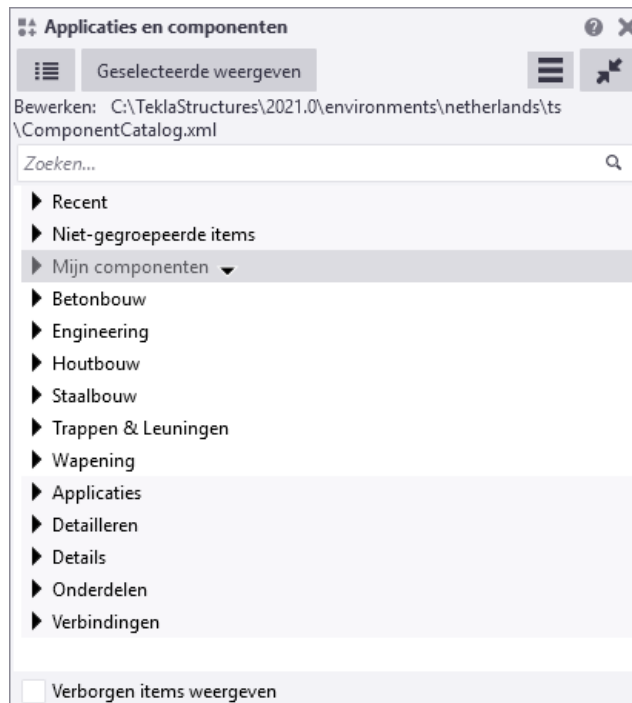 Applicaties en componenten
Geselecteerde weergeven
Bewerken: C:\TeklaStructures\2021.0\environments\netherlands\ts
\ComponentCatalog.xml
Zoeken...
Recent
Niet-gegroepeerde items
Mijn componenten
Betonbouw
Engineering
Houtbouw
Staalbouw
Trappen & Leuningen
Wapening
Applicaties
Detailleren
Details
Onderdelen
Verbindingen
Verborgen items weergeven